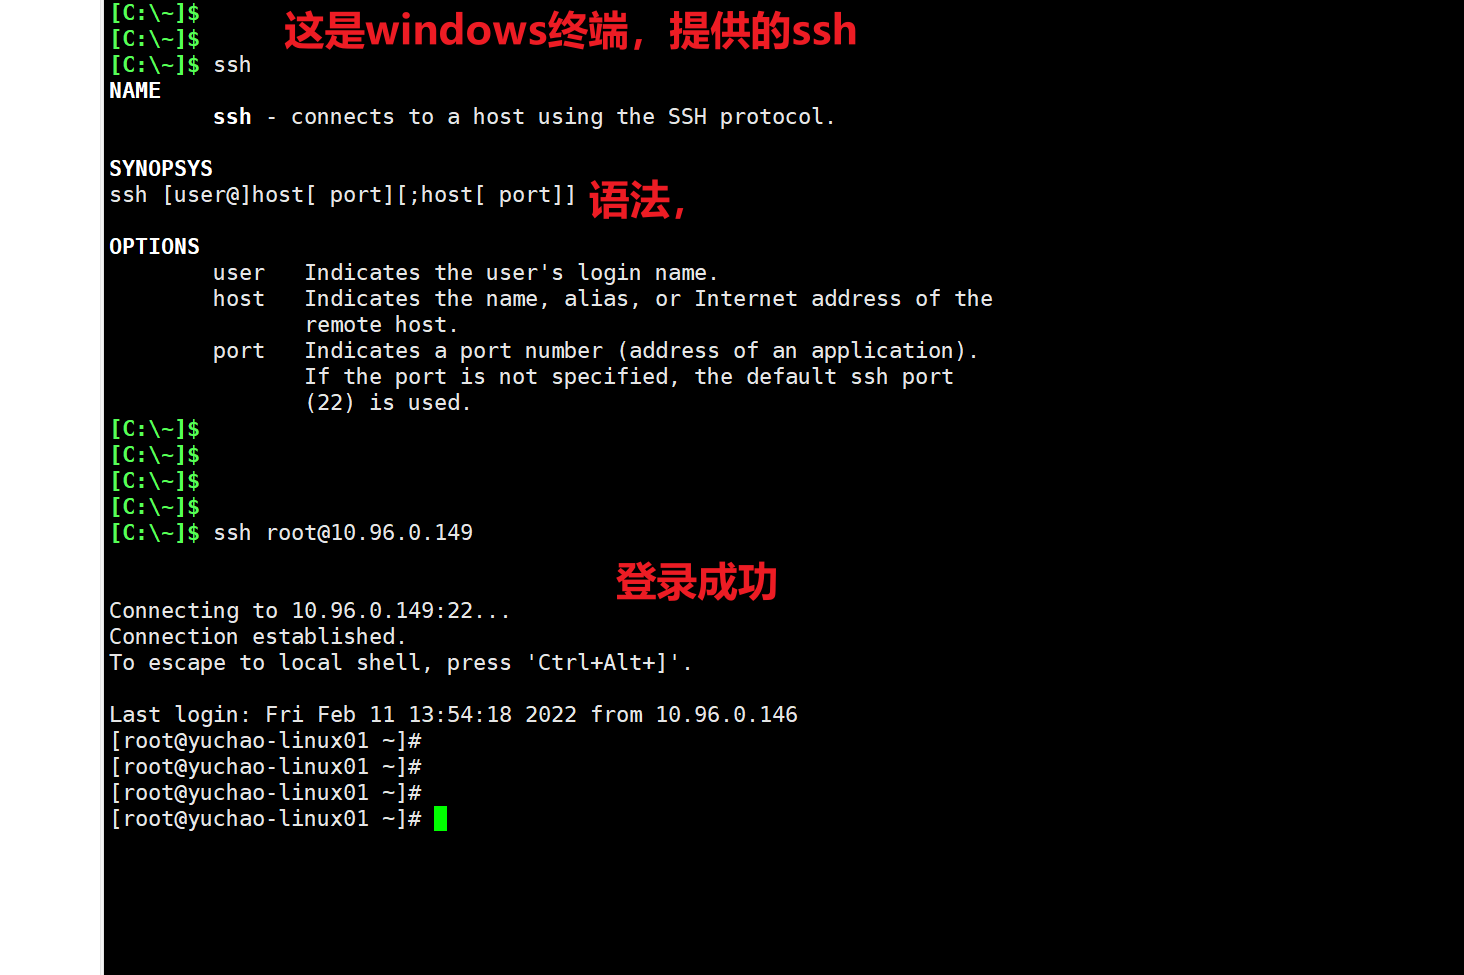 [C:\~]$
这是windows终端，提供的ssh
[C:\~]$
[C:\~]$ ssh
NAME
ssh - connects to a host using the SSH protocol.
SYNOPSYS
ssh [user@]host[ port][;host[ port]]
语法，
OPTIONS
user Indicates the user's login name.
host Indicates the name, alias, or Internet address of the
remote host.
port Indicates a port number (address of an application).
If the port is not specified, the default ssh port
(22) is used.
[C:\~]$
[C:\~]$
[C:\~]$
[C:\~]$
[C:\~]$ ssh root@10.96.0.149
登录成功
Connecting to 10.96.0.149:22...
Connection established.
To escape to local shell, press 'Ctrl+Alt+]'.
Last login: Fri Feb 11 13:54:18 2022 from 10.96.0.146
[root@yuchao-linux01 ~]#
[root@yuchao-linux01 ~]#
[root@yuchao-linux01 ~]#
[root@yuchao-linux01 ~]#